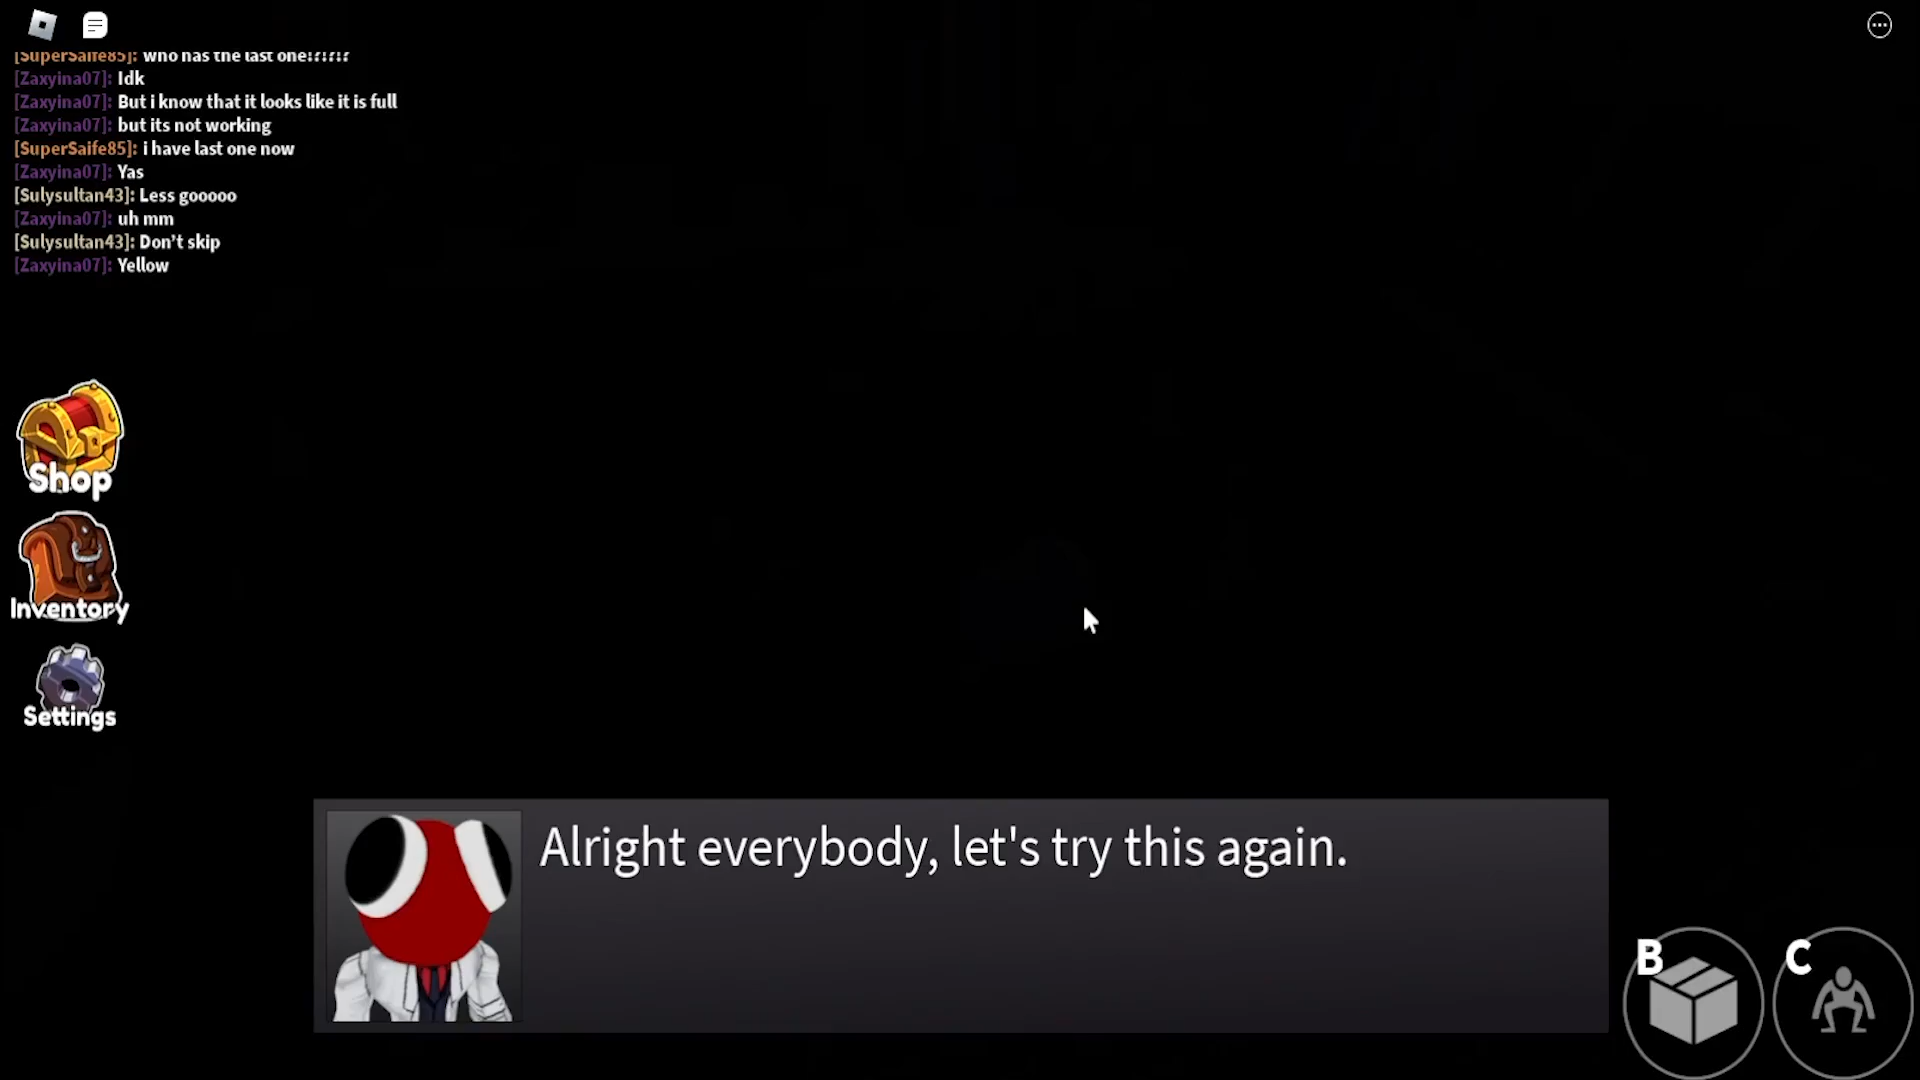 [SuperSaife85]: who has the last one!?!?!?
[Zaxyina07]: Idk
[Zaxyina07]: But i know that it looks like it is full
[Zaxyina07]: but its not working
[SuperSaife85]: i have last one now
[Zaxyina07]: Yas
[Sulysultan43]: Less gooooo
[Zaxyina07]: uh mm
[Sulysultan43]: Don't skip
[Zaxyina07]: Yellow
Shop
Inventory
Settings
Alright everybody, let's try this again.
B
C